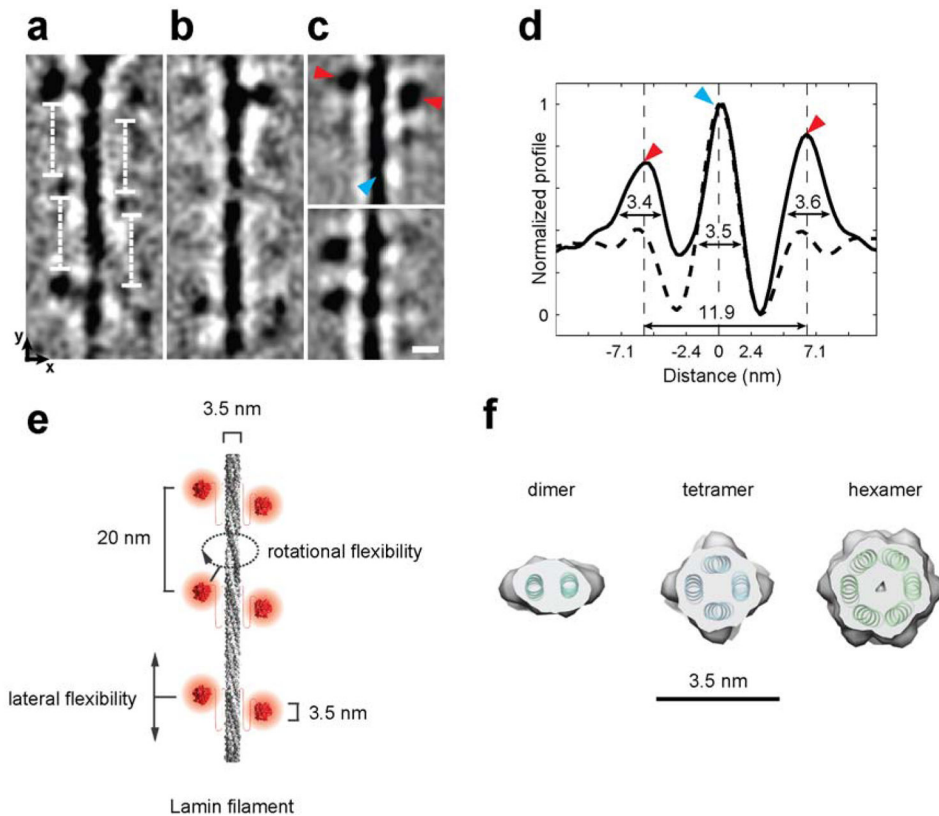 a
b
c
y
x
d
Normalized profile
1
0
3.4
3.5
3.6
11.9
-7.1 -2.4 0 2.4 7.1
Distance (nm)
e
3.5 nm
20 nm
rotational flexibility
lateral flexibility
3.5 nm
Lamin filament
f
dimer tetramer hexamer
3.5 nm